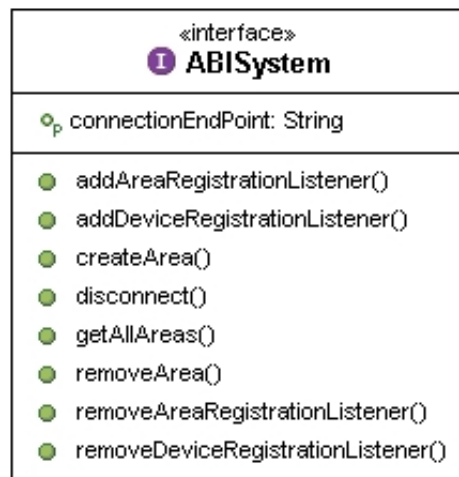 «interface»
I ABISystem
P connectionEndPoint: String
addAreaRegistrationListener()
addDeviceRegistrationListener()
createArea()
disconnect()
getAllAreas()
removeArea()
removeAreaRegistrationListener()
removeDeviceRegistrationListener()